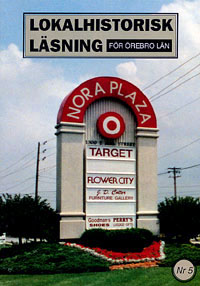 LOKALHISTORISK
LÄSNING FÖR ÖREBRO LÄN
NORA PLAZA
TARGET
FLOWER CITY
FURNITURE GALLERY
Goodman's PERRY'S
SHOES
Nr 5